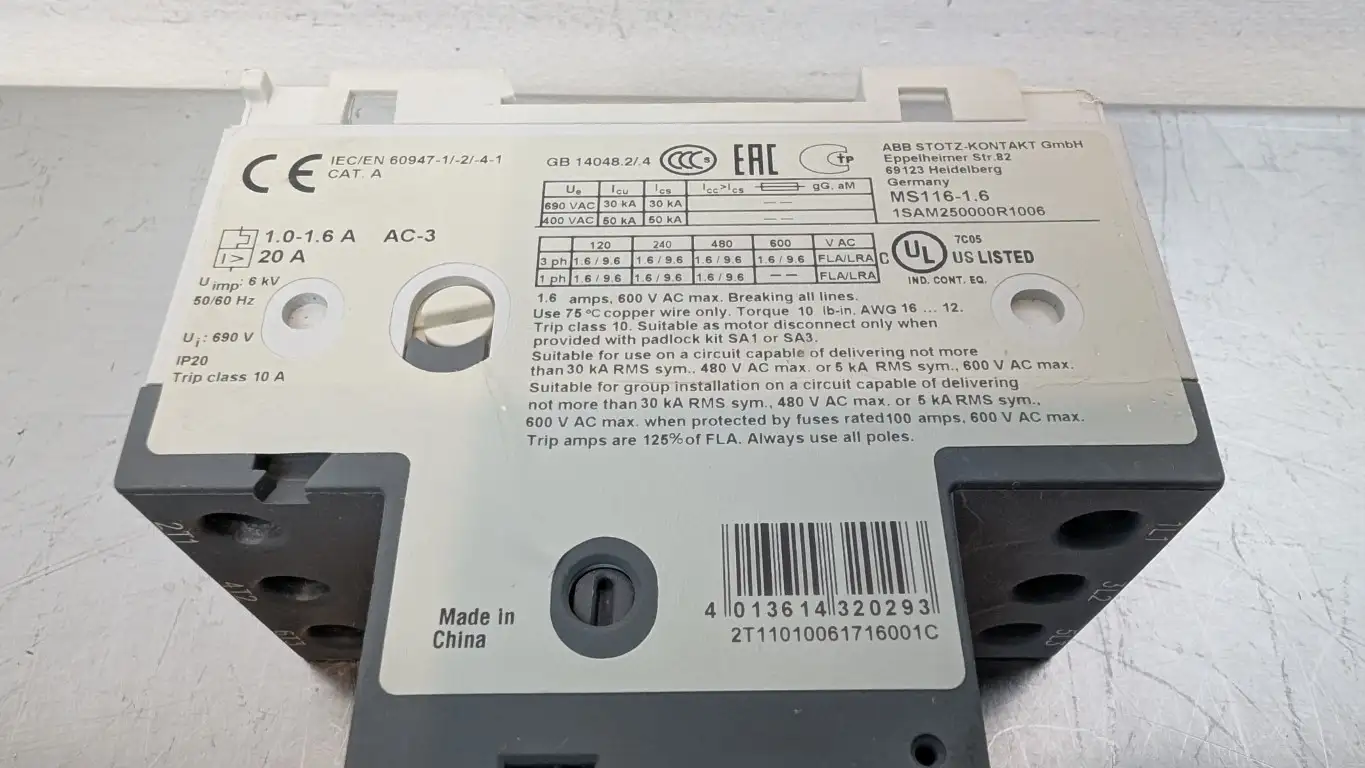 CE IEC/EN 60947-1/-2/-4-1
CAT. A
1.0-1.6 A AC-3
I> 20 A
Uimp: 6 kV
50/60 Hz
Ui: 690 V
IP20
Trip class 10 A
GB 14048.2/.4 CCC S EAC
ABB STOTZ-KONTAKT GmbH
Eppelheimer Str.82
69123 Heidelberg
Germany
MS116-1.6
1SAM250000R1006
Ue Icu Ics Icc>Ics gG, aM
690 VAC 30 kA 30 kA --
400 VAC 50 kA 50 kA --
120 240 480 600 V AC
3 ph 1.6 / 9.6 1.6 / 9.6 1.6 / 9.6 1.6 / 9.6 FLA/LRA
1 ph 1.6 / 9.6 1.6 / 9.6 1.6 / 9.6 -- FLA/LRA
C UL US LISTED
7C05
IND. CONT. EQ.
1.6 amps, 600 V AC max. Breaking all lines.
Use 75 °C copper wire only. Torque 10 lb-in. AWG 16 ... 12.
Trip class 10. Suitable as motor disconnect only when
provided with padlock kit SA1 or SA3.
Suitable for use on a circuit capable of delivering not more
than 30 kA RMS sym., 480 V AC max. or 5 kA RMS sym., 600 V AC max.
Suitable for group installation on a circuit capable of delivering
not more than 30 kA RMS sym., 480 V AC max. or 5 kA RMS sym.,
600 V AC max. when protected by fuses rated 100 amps, 600 V AC max.
Trip amps are 125% of FLA. Always use all poles.
2T1
4T2
6T3
1L1
3L2
5L3
Made in
China
4 013614 320293
2T11010061716001C